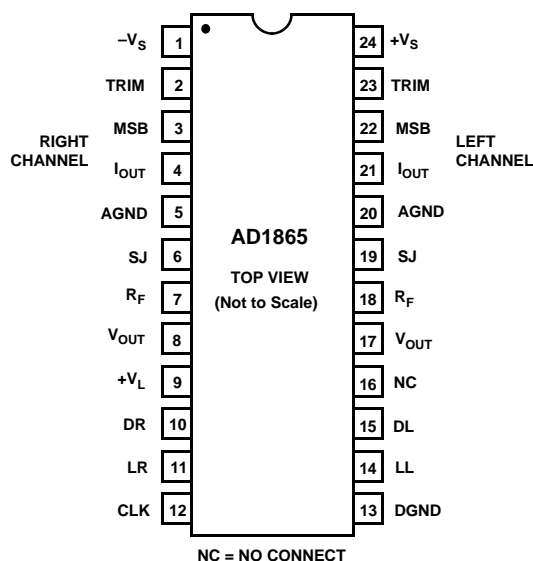 –VS 1 24 +VS
TRIM 2 23 TRIM
MSB 3 22 MSB
RIGHT CHANNEL
LEFT CHANNEL
IOUT 4 21 IOUT
AGND 5 20 AGND
AD1865
SJ 6 19 SJ
TOP VIEW
(Not to Scale)
RF 7 18 RF
VOUT 8 17 VOUT
+VL 9 16 NC
DR 10 15 DL
LR 11 14 LL
CLK 12 13 DGND
NC = NO CONNECT